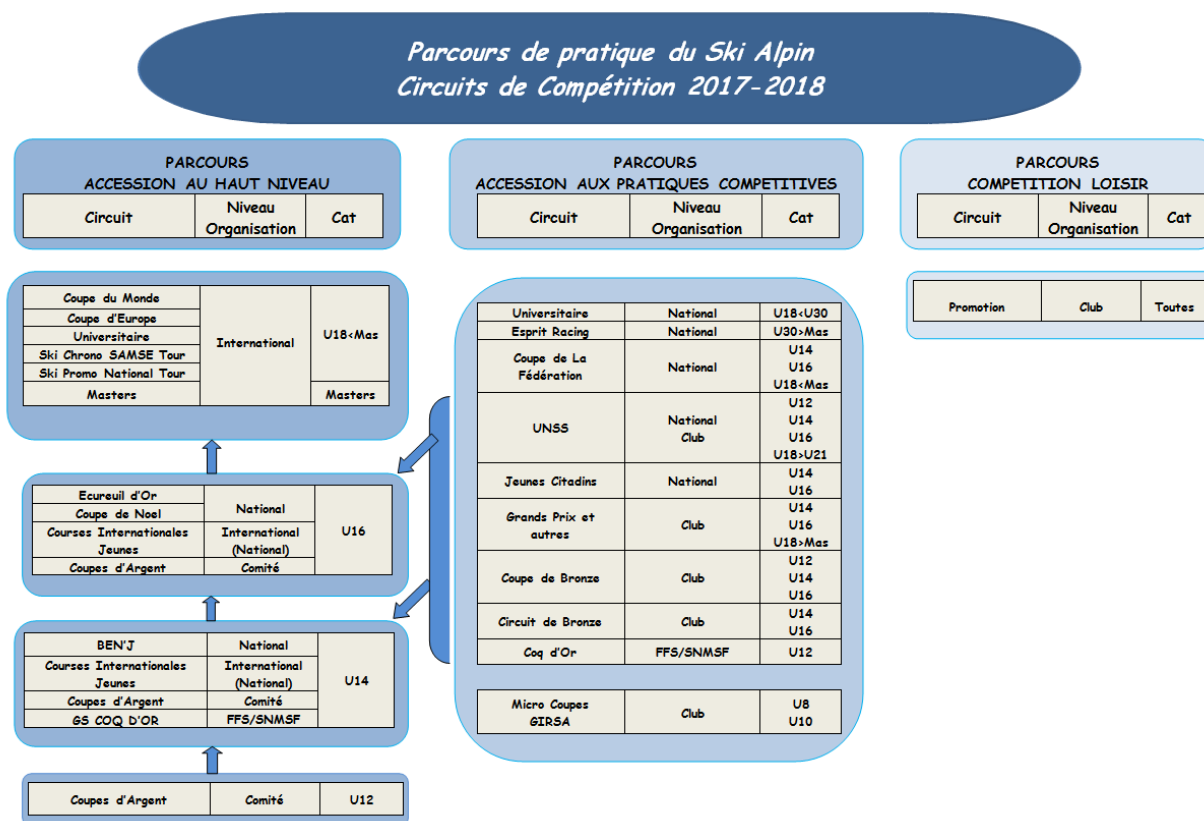 Parcours de pratique du Ski Alpin
Circuits de Compétition 2017-2018
PARCOURS
ACCESSION AU HAUT NIVEAU
Circuit
Niveau
Organisation
Cat
Coupe du Monde
Coupe d'Europe
Universitaire
Ski Chrono SAMSE Tour
Ski Promo National Tour
Masters
International
U18<Mas
Masters
Ecureuil d'Or
Coupe de Noel
National
Courses Internationales
Jeunes
International
(National)
Coupes d'Argent
Comité
U16
BEN'J
National
Courses Internationales
Jeunes
International
(National)
Coupes d'Argent
Comité
GS COQ D'OR
FFS/SNMSF
U14
Coupes d'Argent
Comité
U12
PARCOURS
ACCESSION AUX PRATIQUES COMPETITIVES
Circuit
Niveau
Organisation
Cat
Universitaire
National
U18<U30
Esprit Racing
National
U30>Mas
Coupe de La
Fédération
National
U14
U16
U18<Mas
UNSS
National
Club
U12
U14
U16
U18>U21
Jeunes Citadins
National
U14
U16
Grands Prix et
autres
Club
U14
U16
U18>Mas
Coupe de Bronze
Club
U12
U14
U16
Circuit de Bronze
Club
U14
U16
Coq d'Or
FFS/SNMSF
U12
Micro Coupes
GIRSA
Club
U8
U10
PARCOURS
COMPETITION LOISIR
Circuit
Niveau
Organisation
Cat
Promotion
Club
Toutes